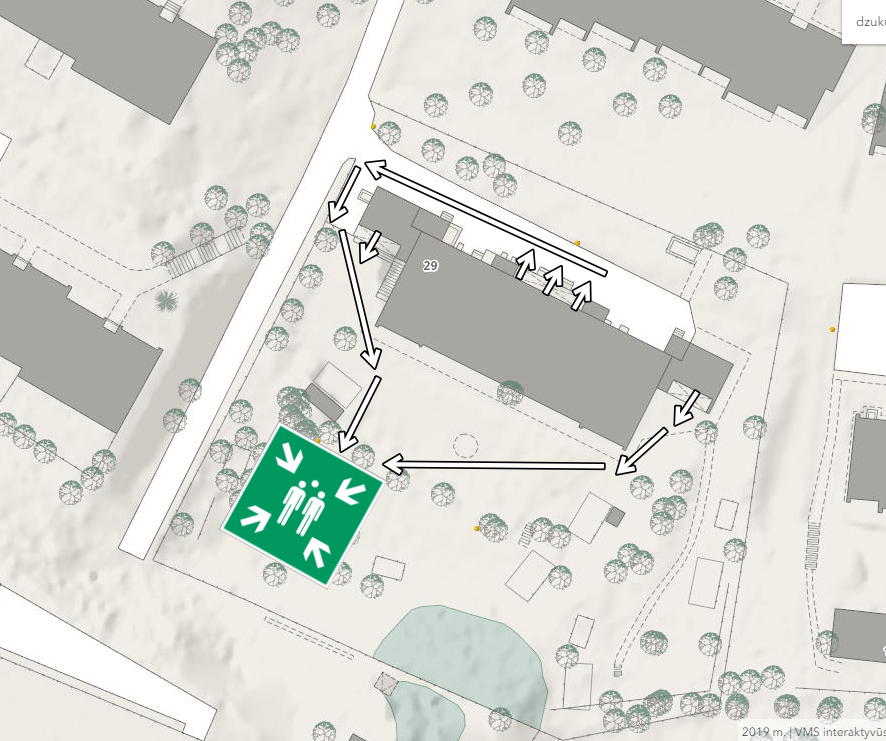 dzuku
29
2019 m. | VMS interaktyvūs